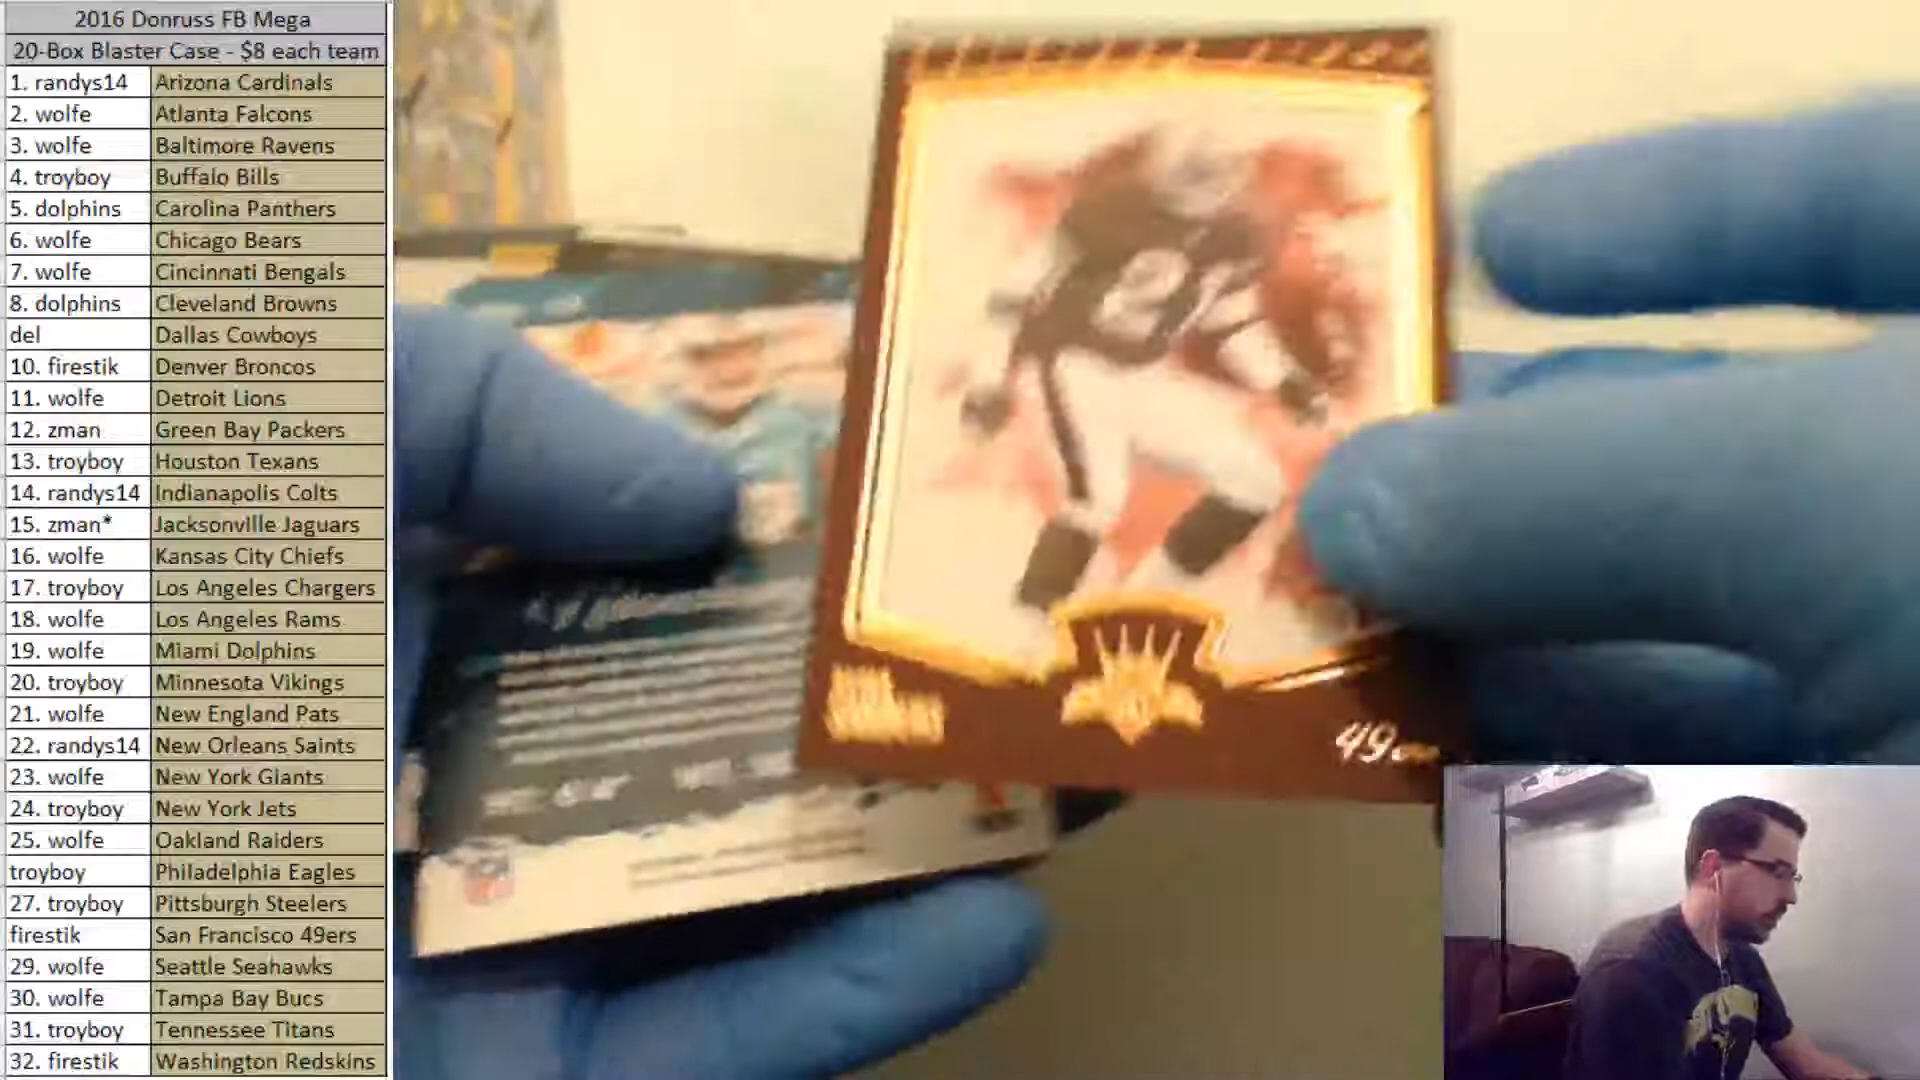 2016 Donruss FB Mega
20-Box Blaster Case - $8 each team
1. randys14 Arizona Cardinals
2. wolfe Atlanta Falcons
3. wolfe Baltimore Ravens
4. troyboy Buffalo Bills
5. dolphins Carolina Panthers
6. wolfe Chicago Bears
7. wolfe Cincinnati Bengals
8. dolphins Cleveland Browns
del Dallas Cowboys
10. firestik Denver Broncos
11. wolfe Detroit Lions
12. zman Green Bay Packers
13. troyboy Houston Texans
14. randys14 Indianapolis Colts
15. zman* Jacksonville Jaguars
16. wolfe Kansas City Chiefs
17. troyboy Los Angeles Chargers
18. wolfe Los Angeles Rams
19. wolfe Miami Dolphins
20. troyboy Minnesota Vikings
21. wolfe New England Pats
22. randys14 New Orleans Saints
23. wolfe New York Giants
24. troyboy New York Jets
25. wolfe Oakland Raiders
troyboy Philadelphia Eagles
27. troyboy Pittsburgh Steelers
firestik San Francisco 49ers
29. wolfe Seattle Seahawks
30. wolfe Tampa Bay Bucs
31. troyboy Tennessee Titans
32. firestik Washington Redskins
49ers